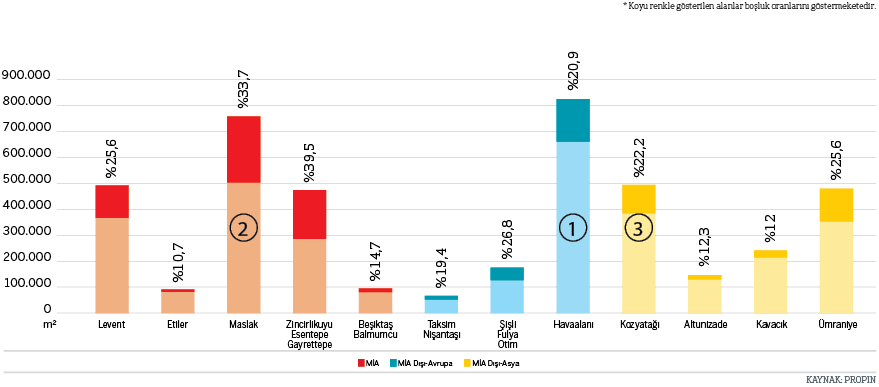 * Koyu renkle gösterilen alanlar boşluk oranlarını göstermeketedir.
900.000
800.000
700.000
600.000
500.000
400.000
300.000
200.000
100.000
0
m²
%25,6
%10,7
%33,7
%39,5
%14,7
%19,4
%26,8
%20,9
%22,2
%12,3
%12
%25,6
2
1
3
Levent
Etiler
Maslak
Zincirlikuyu
Esentepe
Gayrettepe
Beşiktaş
Balmumcu
Taksim
Nişantaşı
Şişli
Fulya
Otim
Havaalanı
Kozyatağı
Altunizade
Kavacık
Ümraniye
MİA
MİA Dışı-Avrupa
MİA Dışı-Asya
KAYNAK: PROPIN